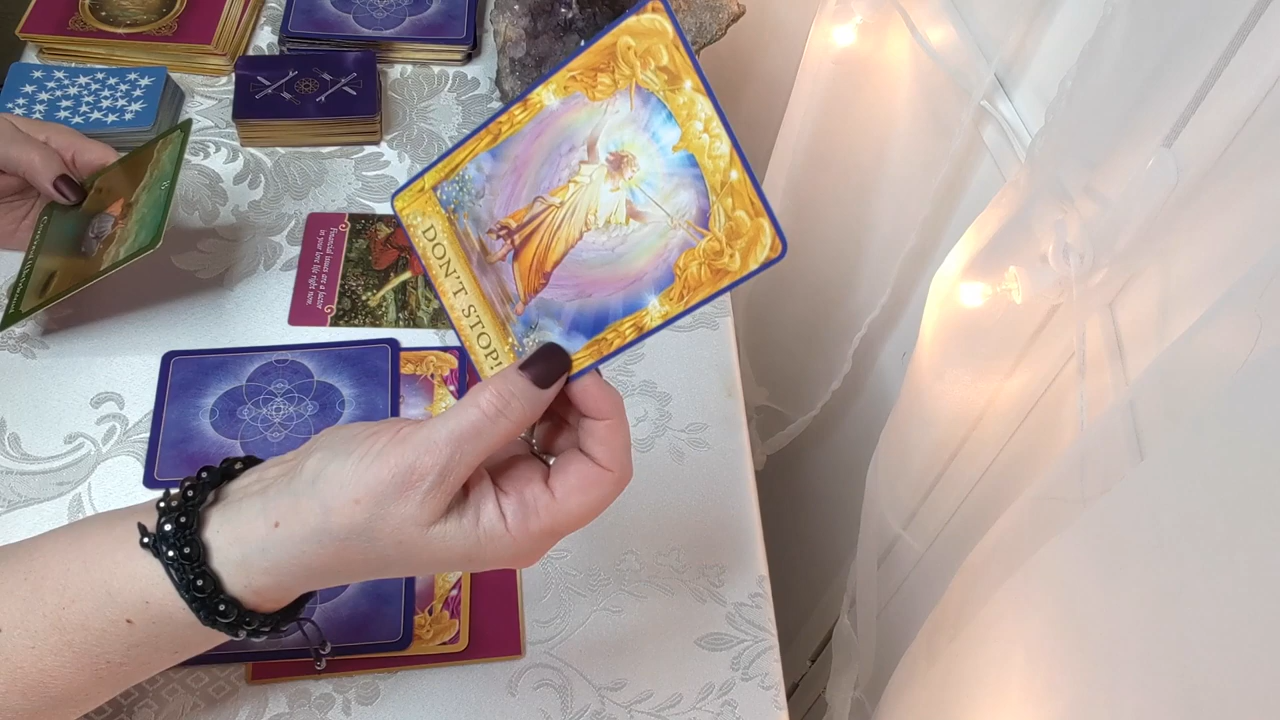 DON'T STOP!
Financial issues are a factor
in your love life right now.